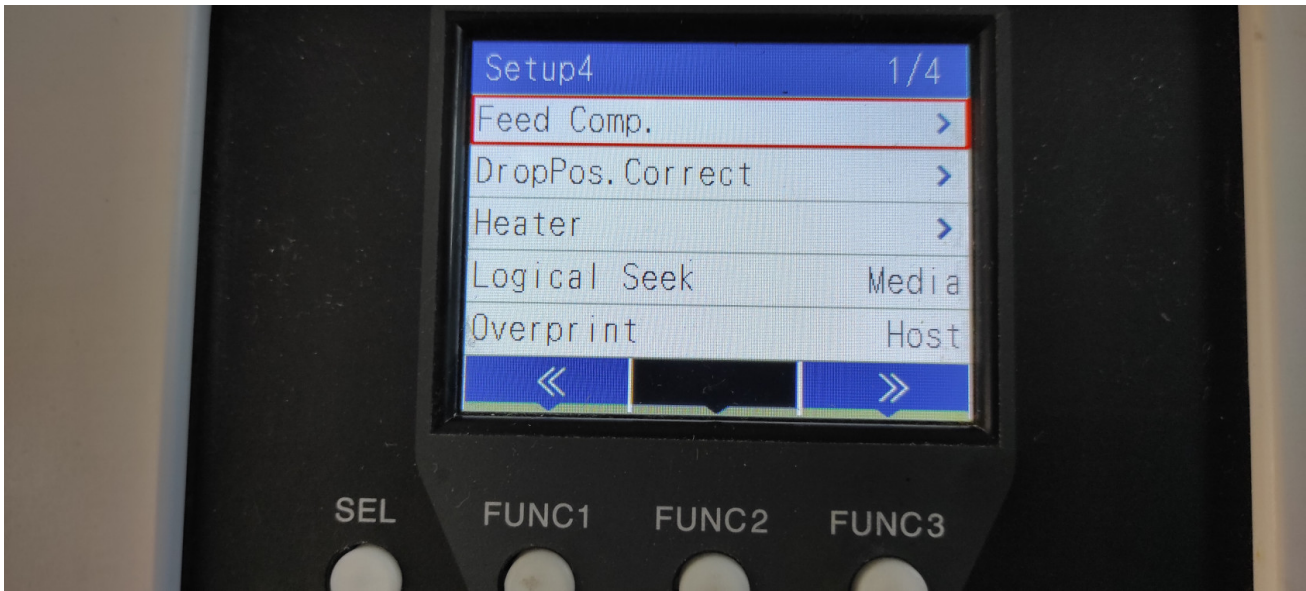 Setup4 1/4
Feed Comp. >
DropPos.Correct >
Heater >
Logical Seek Media
Overprint Host
« »
SEL FUNC1 FUNC2 FUNC3